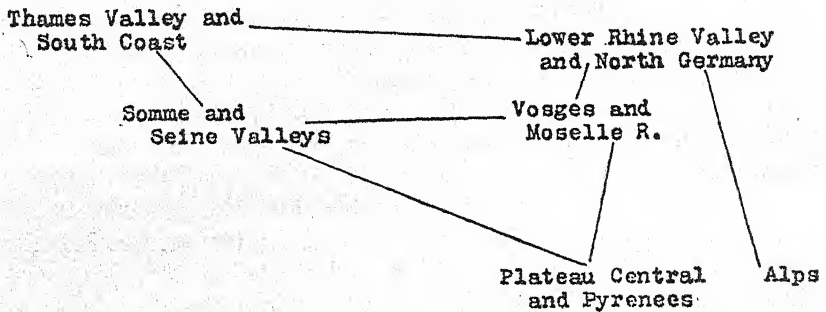 Thames Valley and
South Coast
Lower Rhine Valley
and North Germany
Somme and
Seine Valleys
Vosges and
Moselle R.
Plateau Central
and Pyrenees
Alps